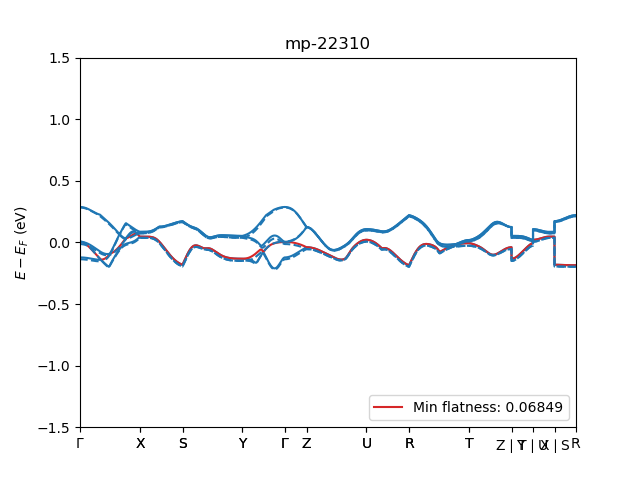 mp-22310
1.5
1.0
0.5
0.0
−0.5
−1.0
−1.5
E − E_F (eV)
Min flatness: 0.06849
Γ X S Y Γ Z U R T Z | Y T | U X | S R